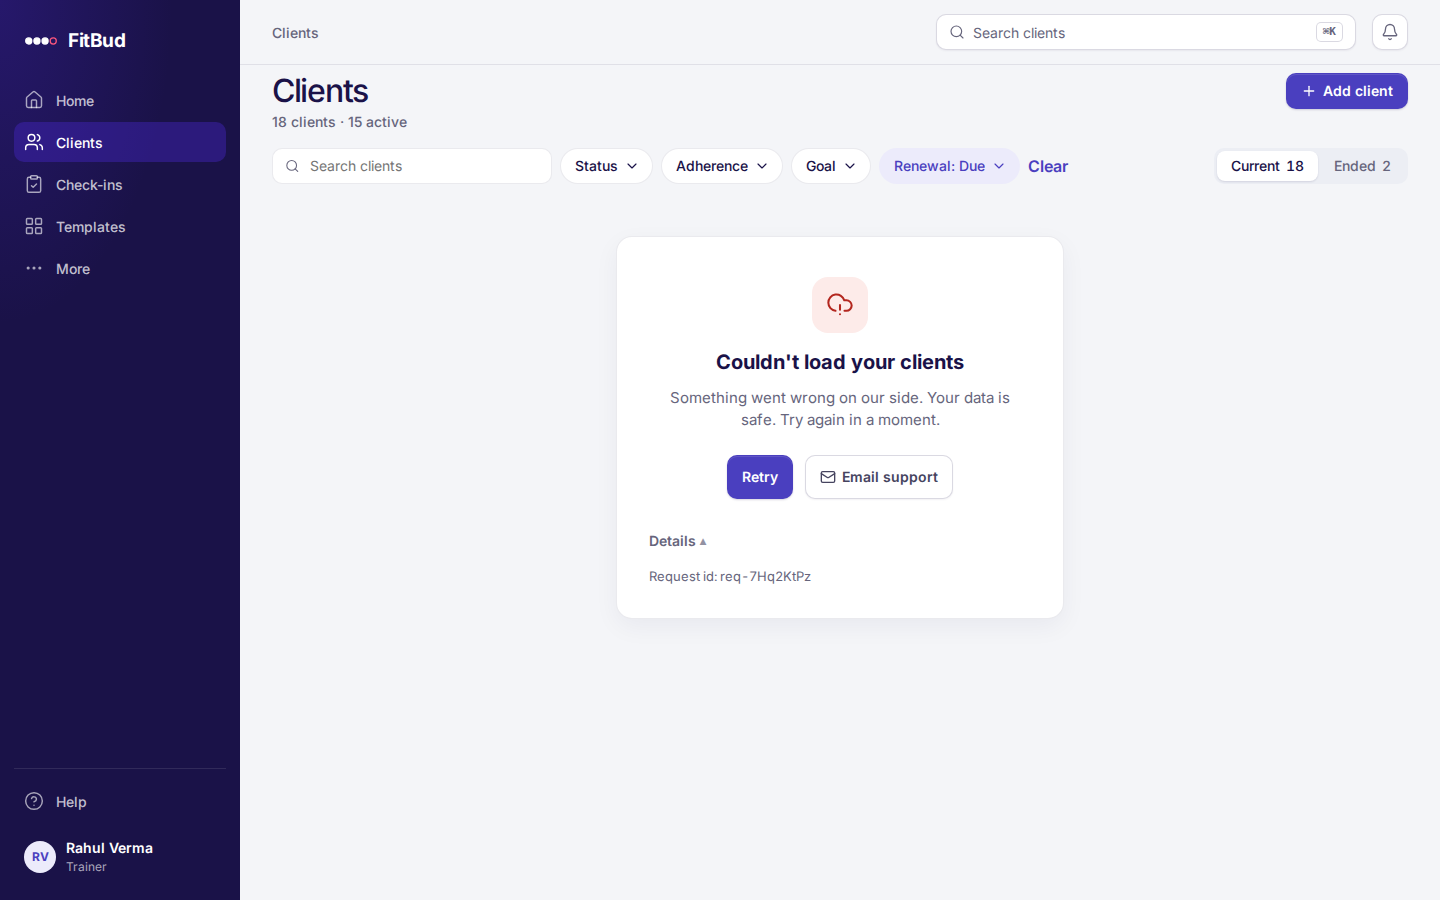 FitBud
Home
Clients
Check-ins
Templates
More
Help
RV
Rahul Verma
Trainer
Clients
Search clients
⌘K
Clients
18 clients · 15 active
Add client
Search clients
Status
Adherence
Goal
Renewal: Due
Clear
Current 18
Ended 2
Couldn't load your clients
Something went wrong on our side. Your data is
safe. Try again in a moment.
Retry
Email support
Details ▴
Request id: req-7Hq2KtPz